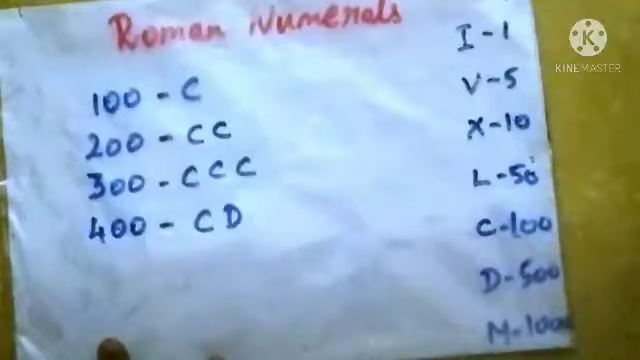 Roman Numerals
100 - C
200 - CC
300 - CCC
400 - CD
I - 1
V - 5
X - 10
L - 50
C - 100
D - 500
M - 1000
KINEMASTER